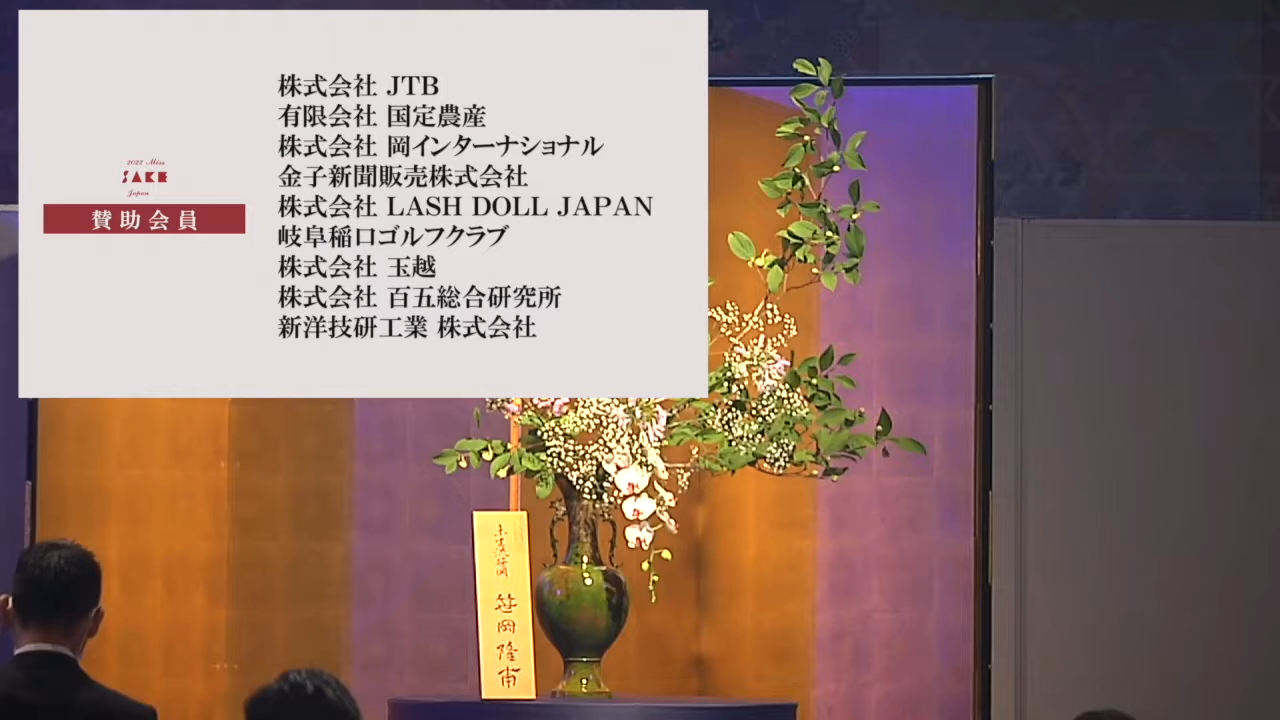 2022 Miss
SAKE
Japan
賛助会員
株式会社 JTB
有限会社 国定農産
株式会社 岡インターナショナル
金子新聞販売株式会社
株式会社 LASH DOLL JAPAN
岐阜稲口ゴルフクラブ
株式会社 玉越
株式会社 百五総合研究所
新洋技研工業 株式会社
笹岡隆甫